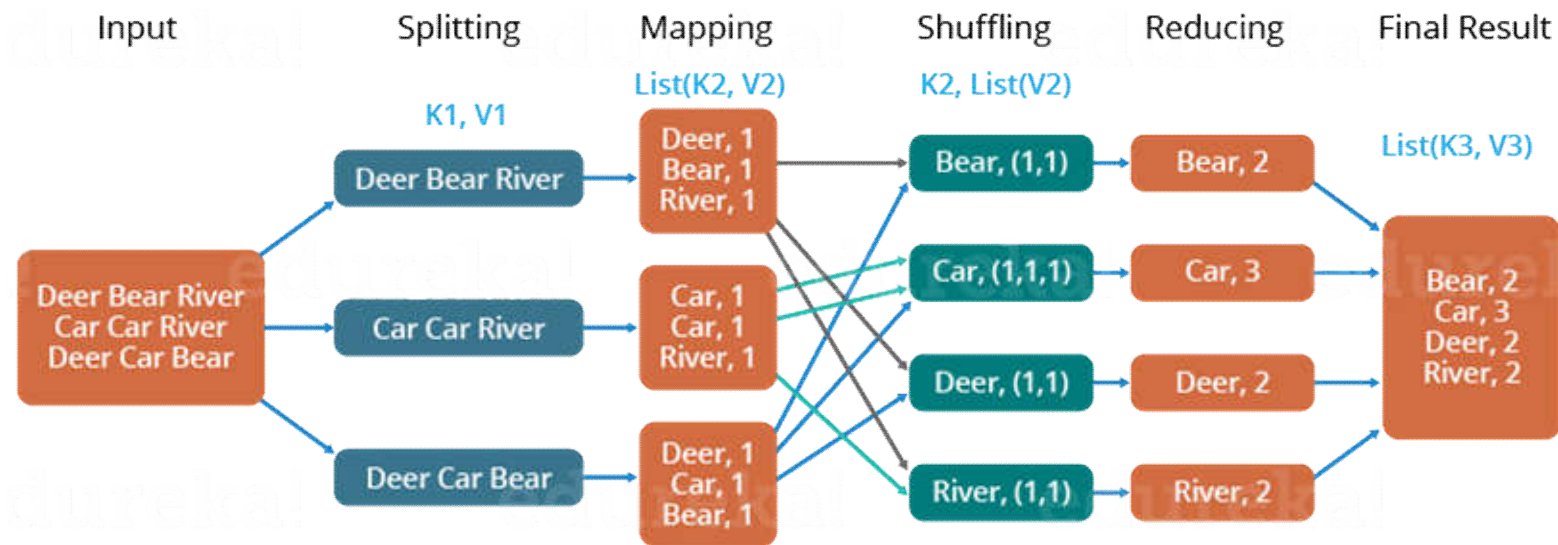 Input
Splitting
Mapping
Shuffling
Reducing
Final Result
K1, V1
List(K2, V2)
K2, List(V2)
List(K3, V3)
Deer Bear River
Car Car River
Deer Car Bear
Deer Bear River
Car Car River
Deer Car Bear
Deer, 1
Bear, 1
River, 1
Car, 1
Car, 1
River, 1
Deer, 1
Car, 1
Bear, 1
Bear, (1,1)
Car, (1,1,1)
Deer, (1,1)
River, (1,1)
Bear, 2
Car, 3
Deer, 2
River, 2
Bear, 2
Car, 3
Deer, 2
River, 2
edureka!